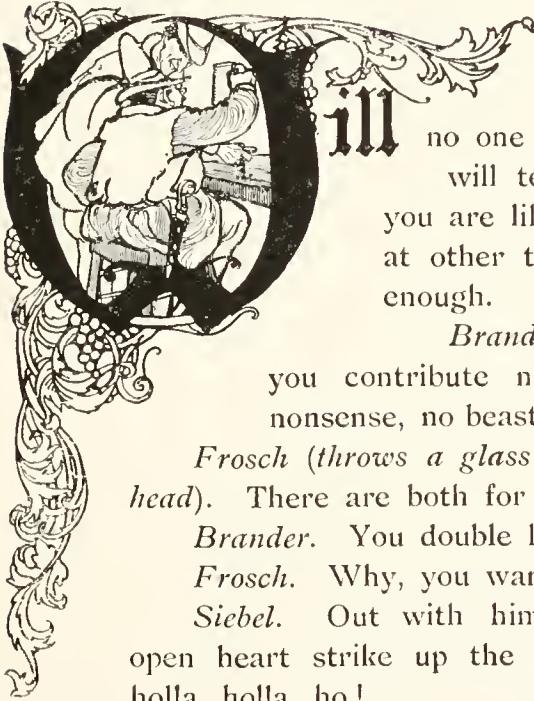 Will no one
will te
you are lil
at other t
enough.
Brand
you contribute n
nonsense, no beast
Frosch (throws a glass
head). There are both for
Brander. You double l
Frosch. Why, you wan
Siebel. Out with him
open heart strike up the
holla holla ho!